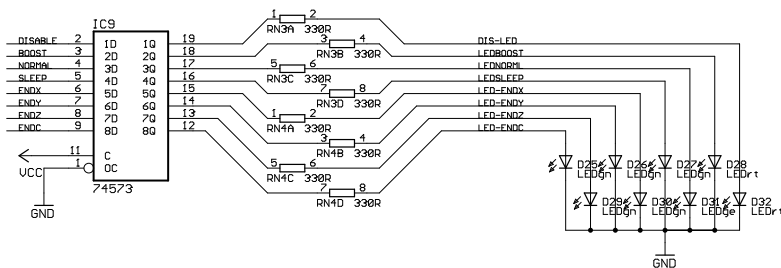 IC9
1 2
RN3A 330R
DISABLE 2 1D 1Q 19 DIS-LED
3 4
BOOST 3 2D 2Q 18 RN3B 330R LEDBOOST
NORMAL 4 3D 3Q 17 5 6 LEDNORML
RN3C 330R
SLEEP 5 4D 4Q 16 7 8 LEDSLEEP
RN3D 330R
ENDX 6 5D 5Q 15 LED-ENDX
1 2
ENDY 7 6D 6Q 14 RN4A 330R LED-ENDY
ENDZ 8 7D 7Q 13 LED-ENDZ
ENDC 9 8D 8Q 12 3 4 LED-ENDC
RN4B 330R
11 C
VCC
1 OC
5 6
RN4C 330R
D25 LEDgn
D26 LEDgn
D27 LEDgn
D28 LEDrt
74573
7 8
RN4D 330R
D29 LEDgn
D30 LEDgn
D31 LEDge
D32 LEDrt
GND
GND